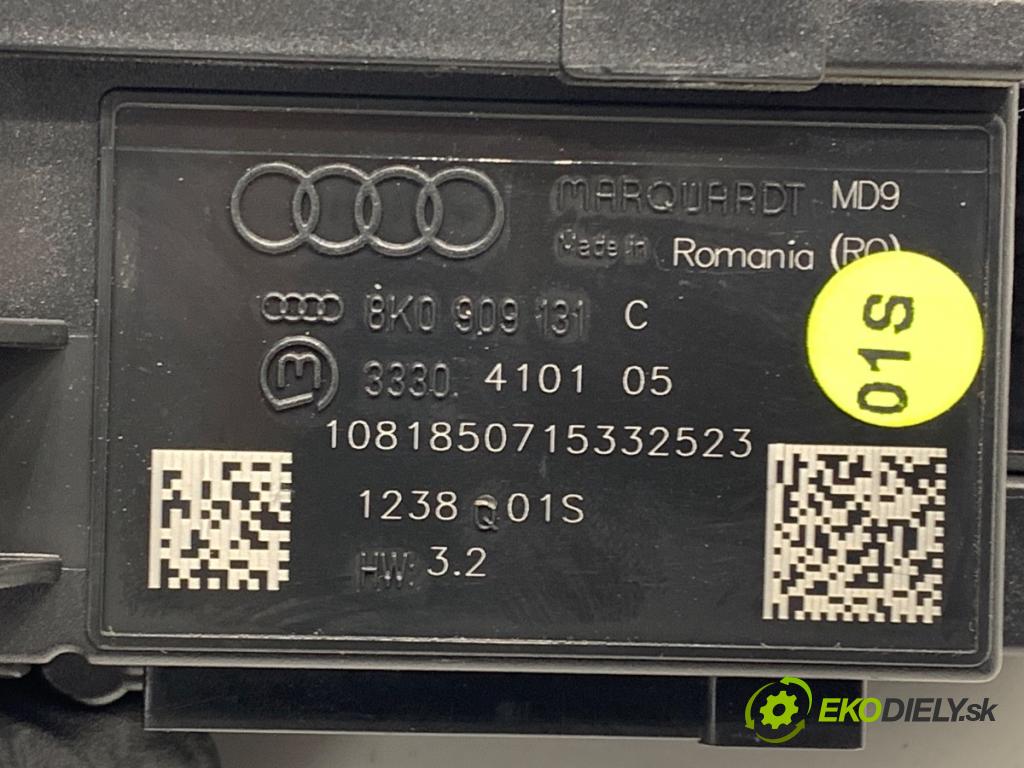 MARQUARDT MD9
Made in Romania (RO)
8K0 909 131 C
M 3330. 4101 05
1081850715332523
1238 Q 01S
HW: 3.2
01S
EKODIELY.sk